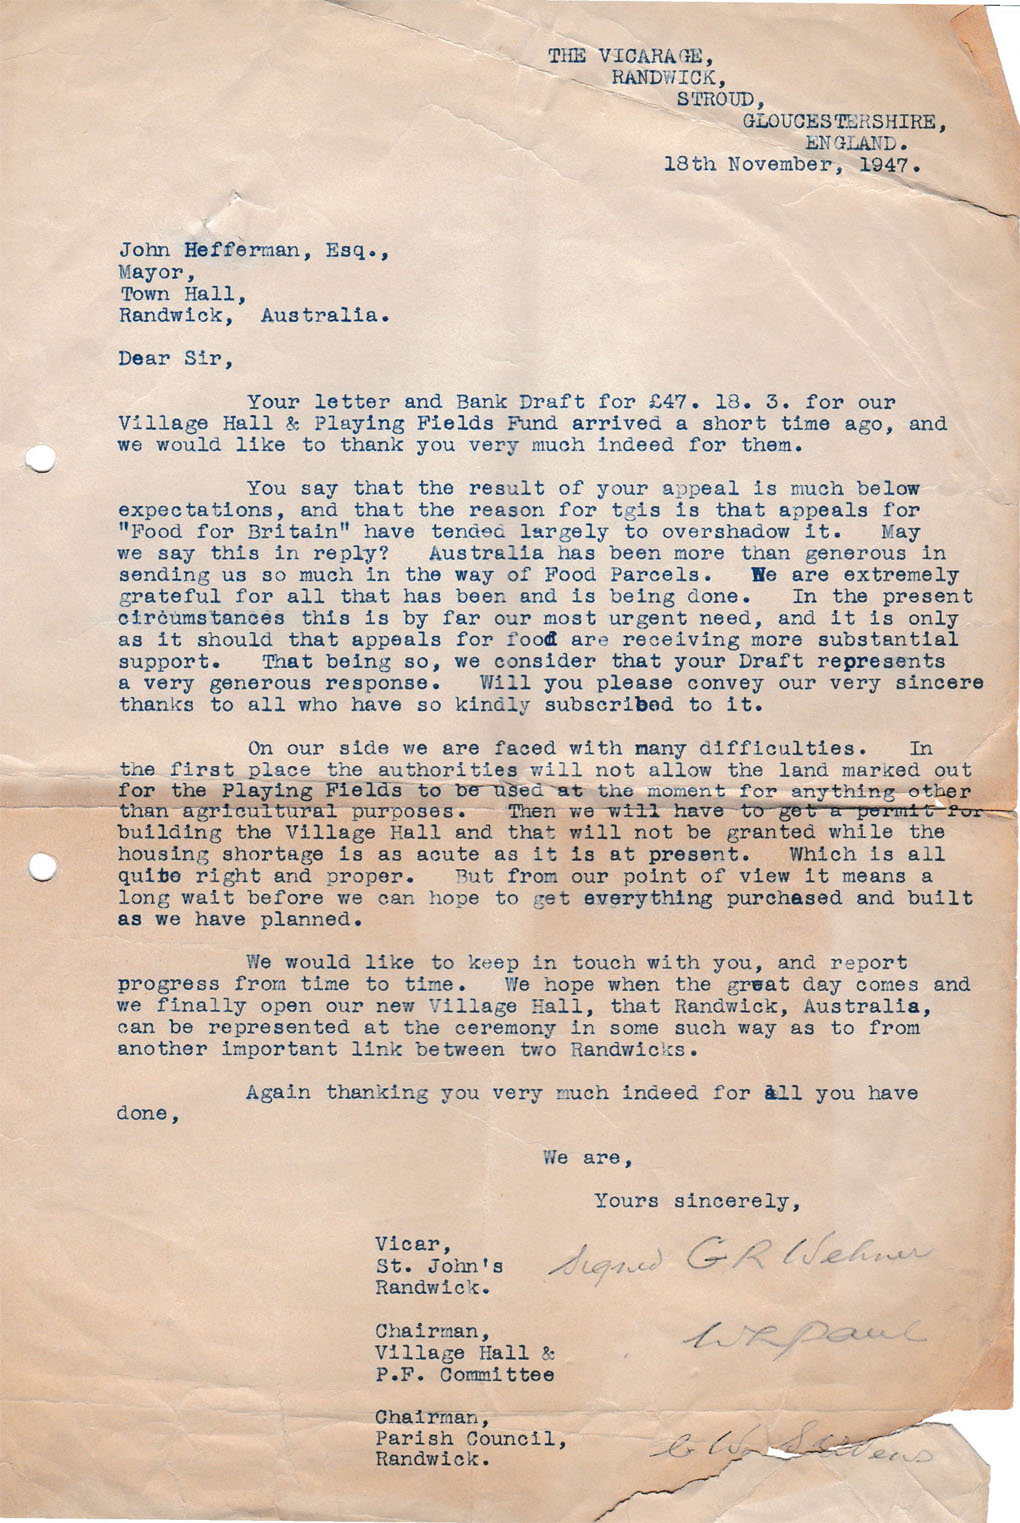 THE VICARAGE,
RANDWICK,
STROUD,
GLOUCESTERSHIRE,
ENGLAND.
18th November, 1947.
John Hefferman, Esq.,
Mayor,
Town Hall,
Randwick, Australia.
Dear Sir,
Your letter and Bank Draft for £47. 18. 3. for our
Village Hall & Playing Fields Fund arrived a short time ago, and
we would like to thank you very much indeed for them.
You say that the result of your appeal is much below
expectations, and that the reason for tgis is that appeals for
"Food for Britain" have tended largely to overshadow it. May
we say this in reply? Australia has been more than generous in
sending us so much in the way of Food Parcels. We are extremely
grateful for all that has been and is being done. In the present
circumstances this is by far our most urgent need, and it is only
as it should that appeals for food are receiving more substantial
support. That being so, we consider that your Draft represents
a very generous response. Will you please convey our very sincere
thanks to all who have so kindly subscribed to it.
On our side we are faced with many difficulties. In
the first place the authorities will not allow the land marked out
for the Playing Fields to be used at the moment for anything other
than agricultural purposes. Then we will have to get a permit for
building the Village Hall and that will not be granted while the
housing shortage is as acute as it is at present. Which is all
quite right and proper. But from our point of view it means a
long wait before we can hope to get everything purchased and built
as we have planned.
We would like to keep in touch with you, and report
progress from time to time. We hope when the great day comes and
we finally open our new Village Hall, that Randwick, Australia,
can be represented at the ceremony in some such way as to from
another important link between two Randwicks.
Again thanking you very much indeed for all you have
done,
We are,
Yours sincerely,
Vicar,
St. John's
Randwick.
Signed G R Wehner
Chairman,
Village Hall &
P.F. Committee
Paul
Chairman,
Parish Council,
Randwick.